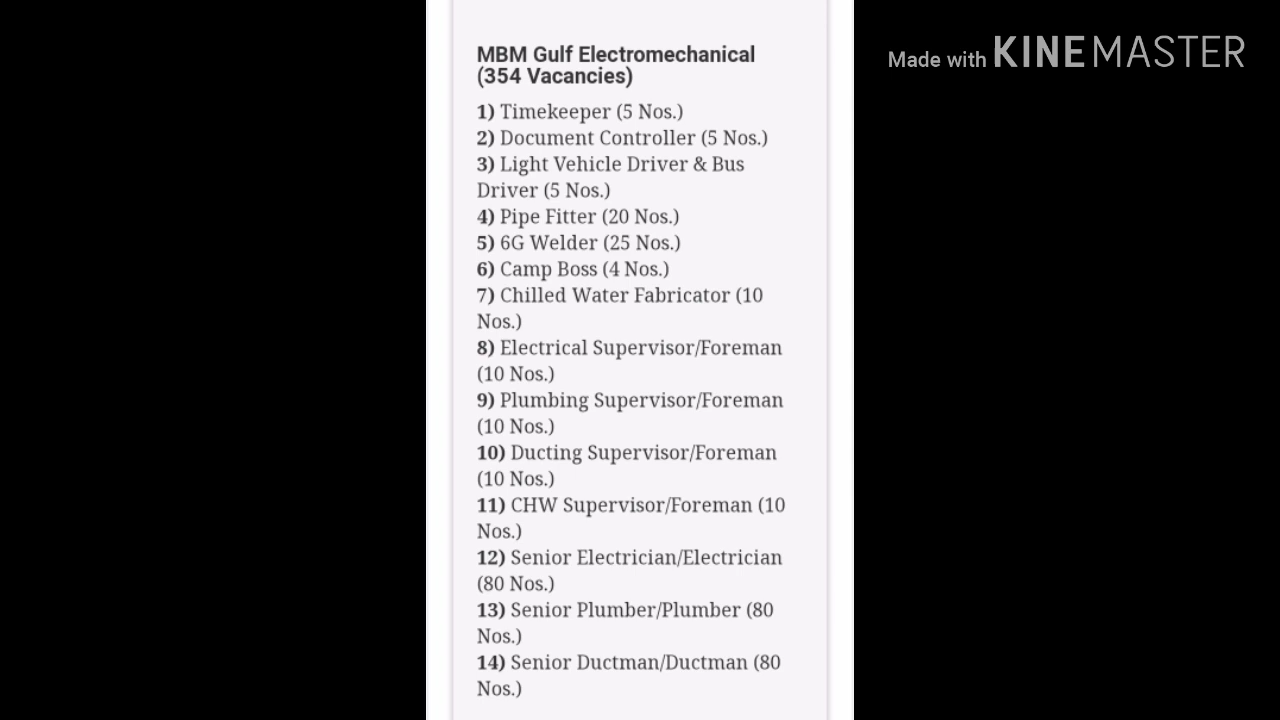 Made with KINEMASTER
MBM Gulf Electromechanical
(354 Vacancies)
1) Timekeeper (5 Nos.)
2) Document Controller (5 Nos.)
3) Light Vehicle Driver & Bus
Driver (5 Nos.)
4) Pipe Fitter (20 Nos.)
5) 6G Welder (25 Nos.)
6) Camp Boss (4 Nos.)
7) Chilled Water Fabricator (10
Nos.)
8) Electrical Supervisor/Foreman
(10 Nos.)
9) Plumbing Supervisor/Foreman
(10 Nos.)
10) Ducting Supervisor/Foreman
(10 Nos.)
11) CHW Supervisor/Foreman (10
Nos.)
12) Senior Electrician/Electrician
(80 Nos.)
13) Senior Plumber/Plumber (80
Nos.)
14) Senior Ductman/Ductman (80
Nos.)